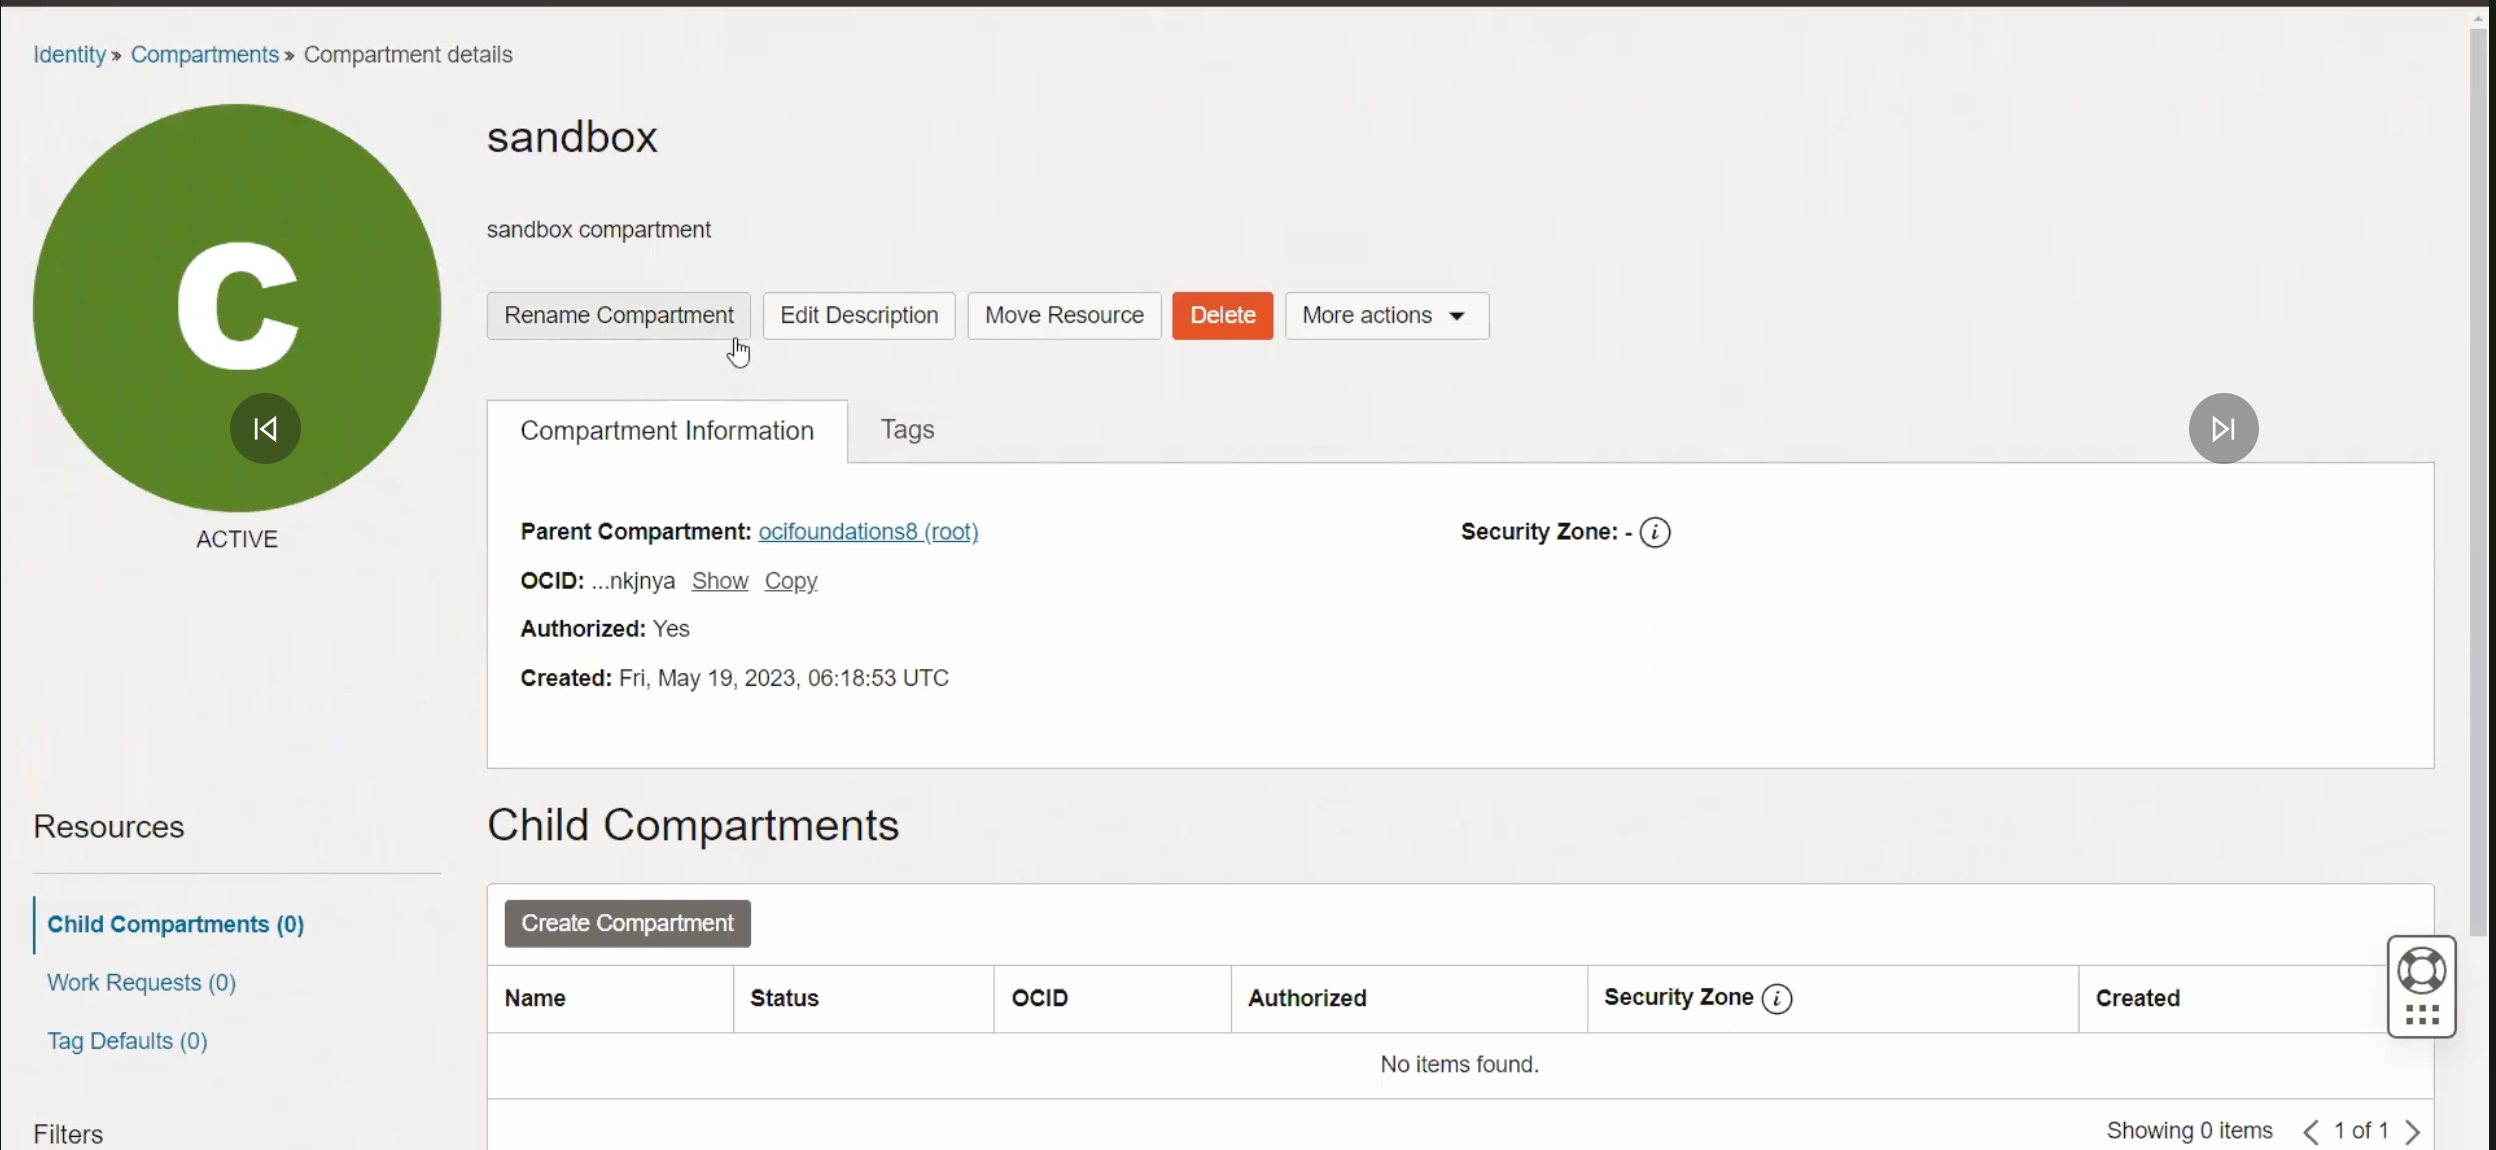 Identity » Compartments » Compartment details
C
ACTIVE
sandbox
sandbox compartment
Rename Compartment Edit Description Move Resource Delete More actions
Compartment Information Tags
Parent Compartment: ocifoundations8 (root) Security Zone: - i
OCID: ...nkjnya Show Copy
Authorized: Yes
Created: Fri, May 19, 2023, 06:18:53 UTC
Resources
Child Compartments (0)
Work Requests (0)
Tag Defaults (0)
Filters
Child Compartments
Create Compartment
Name Status OCID Authorized Security Zone i Created
No items found.
Showing 0 items < 1 of 1 >